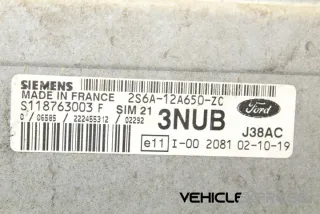 SIEMENS
MADE IN FRANCE 2S6A-12A650-ZC
S118763003 F SIM 21 3NUB Ford J38AC
0 / 06585 / 222455312 / 02292
e11 I-00 2081 02-10-19
VEHICLE